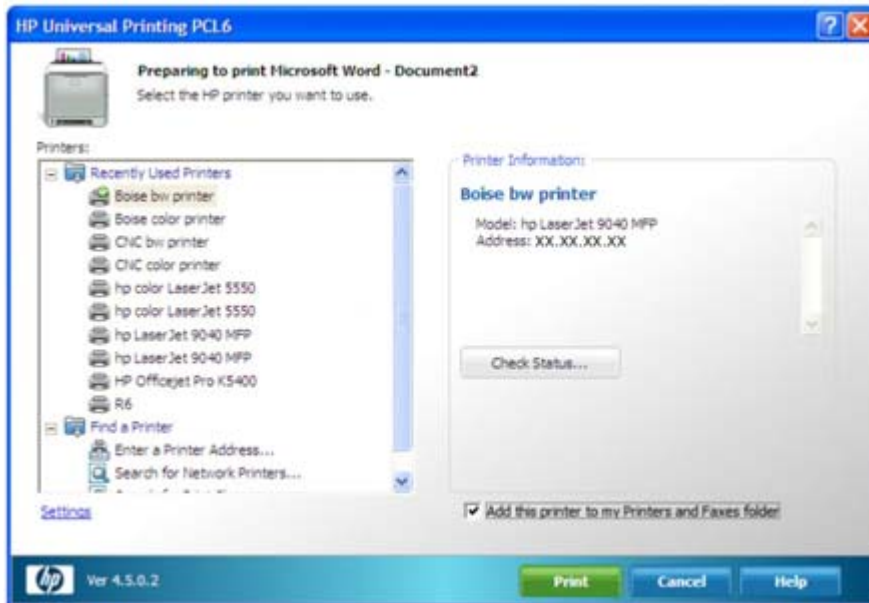 HP Universal Printing PCL6
Preparing to print Microsoft Word - Document2
Select the HP printer you want to use.
Printers:
Recently Used Printers
Boise bw printer
Boise color printer
CNC bw printer
CNC color printer
hp color LaserJet 5550
hp color LaserJet 5550
hp LaserJet 9040 MFP
hp LaserJet 9040 MFP
HP Officejet Pro K5400
R6
Find a Printer
Enter a Printer Address...
Search for Network Printers...
Settings
Printer Information:
Boise bw printer
Model: hp LaserJet 9040 MFP
Address: XX.XX.XX.XX
Check Status...
Add this printer to my Printers and Faxes folder
hp
Ver 4.5.0.2
Print
Cancel
Help